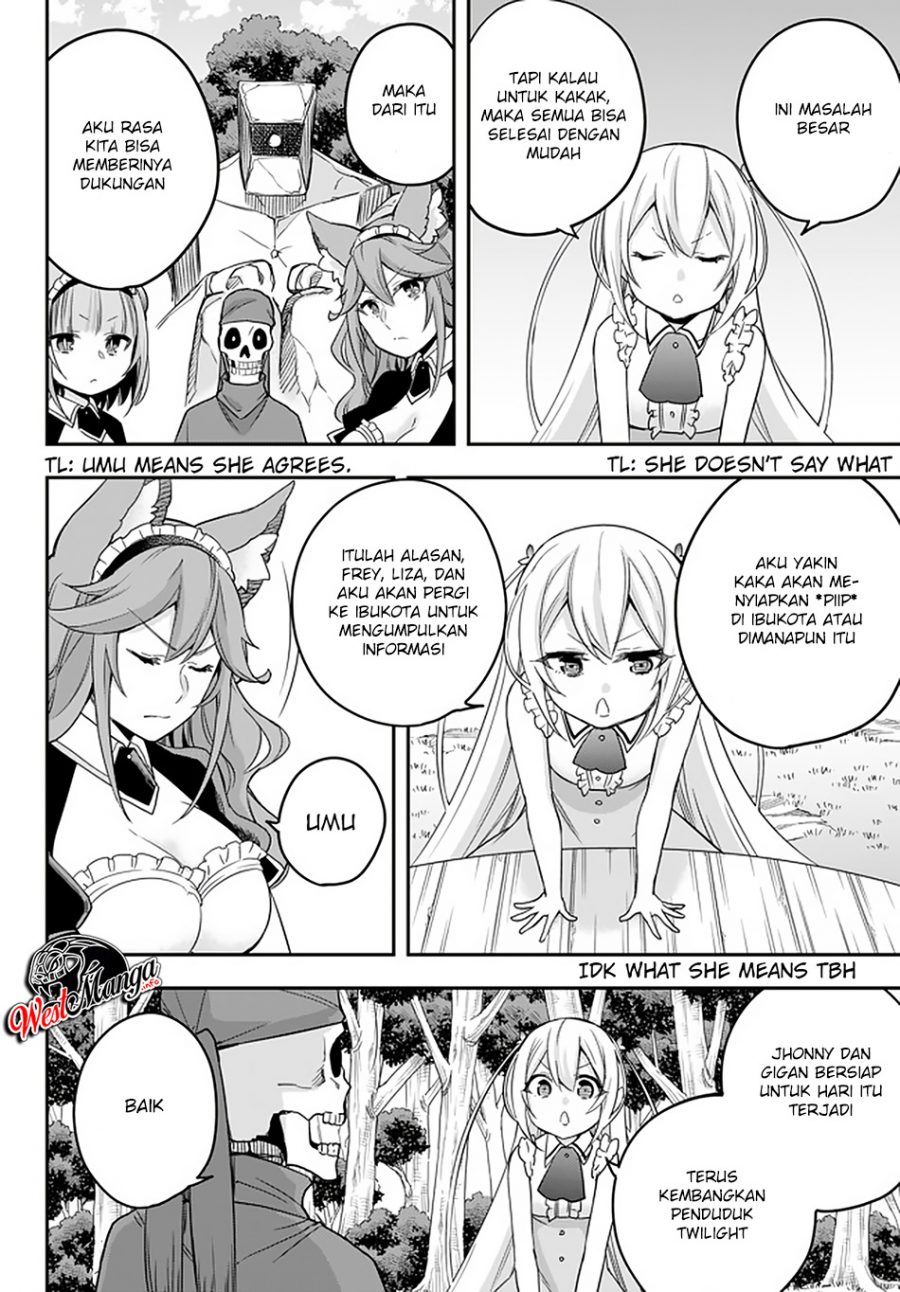 INI MASALAH
BESAR
TAPI KALAU
UNTUK KAKAK,
MAKA SEMUA BISA
SELESAI DENGAN
MUDAH
MAKA
DARI ITU
AKU RASA
KITA BISA
MEMBERINYA
DUKUNGAN
TL: SHE DOESN'T SAY WHAT
TL: UMU MEANS SHE AGREES.
AKU YAKIN
KAKA AKAN ME-
NYIAPKAN *PIIP*
DI IBUKOTA ATAU
DIMANAPUN ITU
ITULAH ALASAN,
FREY, LIZA, DAN
AKU AKAN PERGI
KE IBUKOTA UNTUK
MENGUMPULKAN
INFORMASI
UMU
IDK WHAT SHE MEANS TBH
WestManga
.info
JHONNY DAN
GIGAN BERSIAP
UNTUK HARI ITU
TERJADI
TERUS
KEMBANGKAN
PENDUDUK
TWILIGHT
BAIK